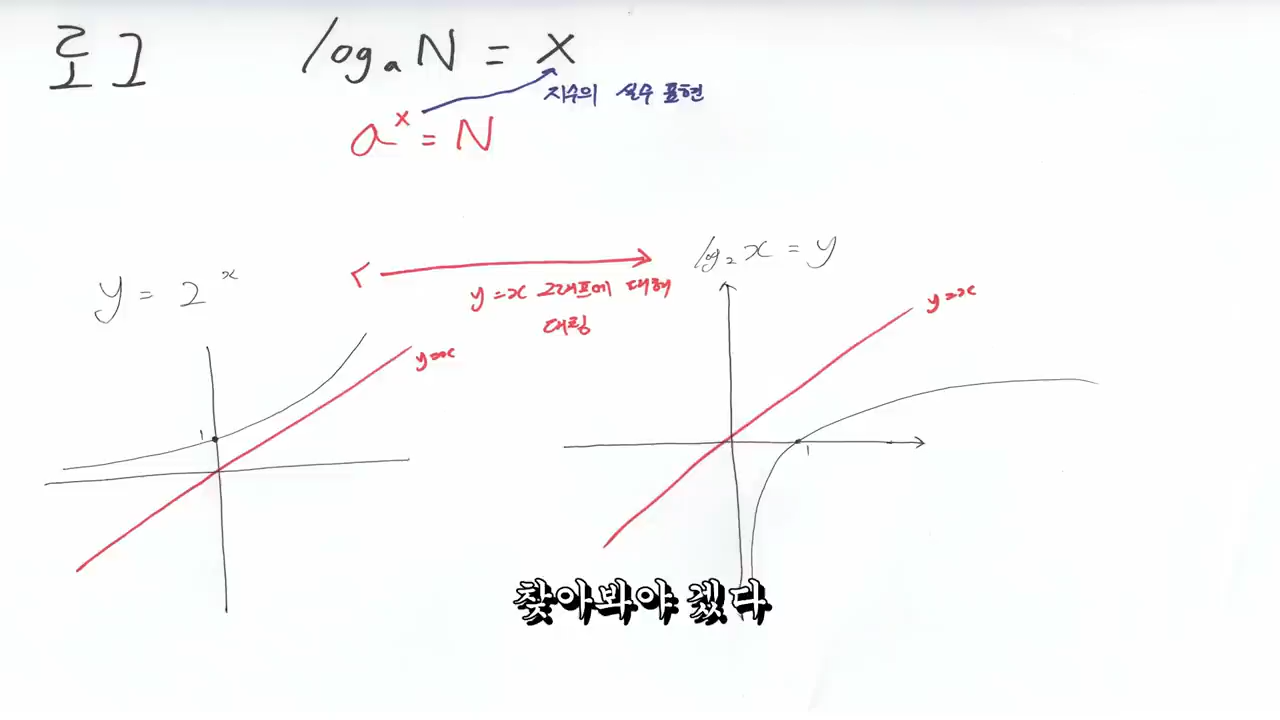 로그
logₐN = x
지수의 실수 표현
aˣ = N
y = 2ˣ
y=x 그래프에 대해
대칭
log₂x = y
y=x
1
y=x
1
찾아봐야 겠다